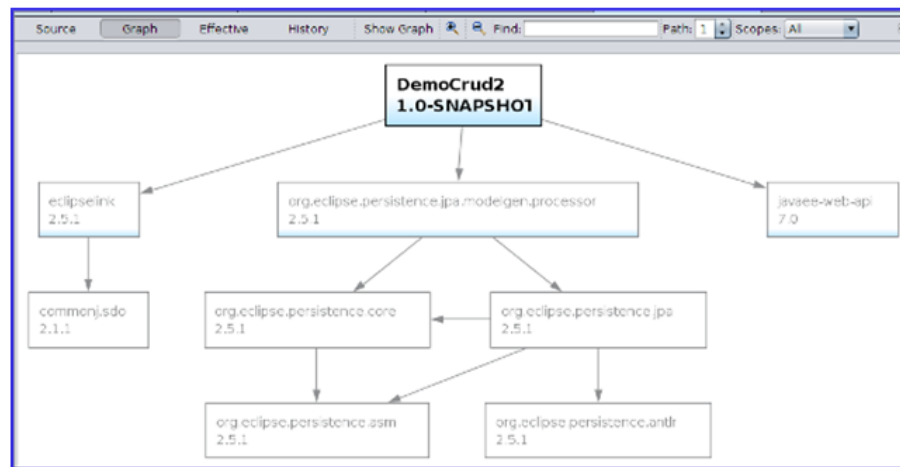 Source Graph Effective History Show Graph Find: Path: 1 Scopes: All
DemoCrud2
1.0-SNAPSHOT
eclipselink
2.5.1
org.eclipse.persistence.jpa.modelgen.processor
2.5.1
javaee-web-api
7.0
commonj.sdo
2.1.1
org.eclipse.persistence.core
2.5.1
org.eclipse.persistence.jpa
2.5.1
org.eclipse.persistence.asm
2.5.1
org.eclipse.persistence.antlr
2.5.1